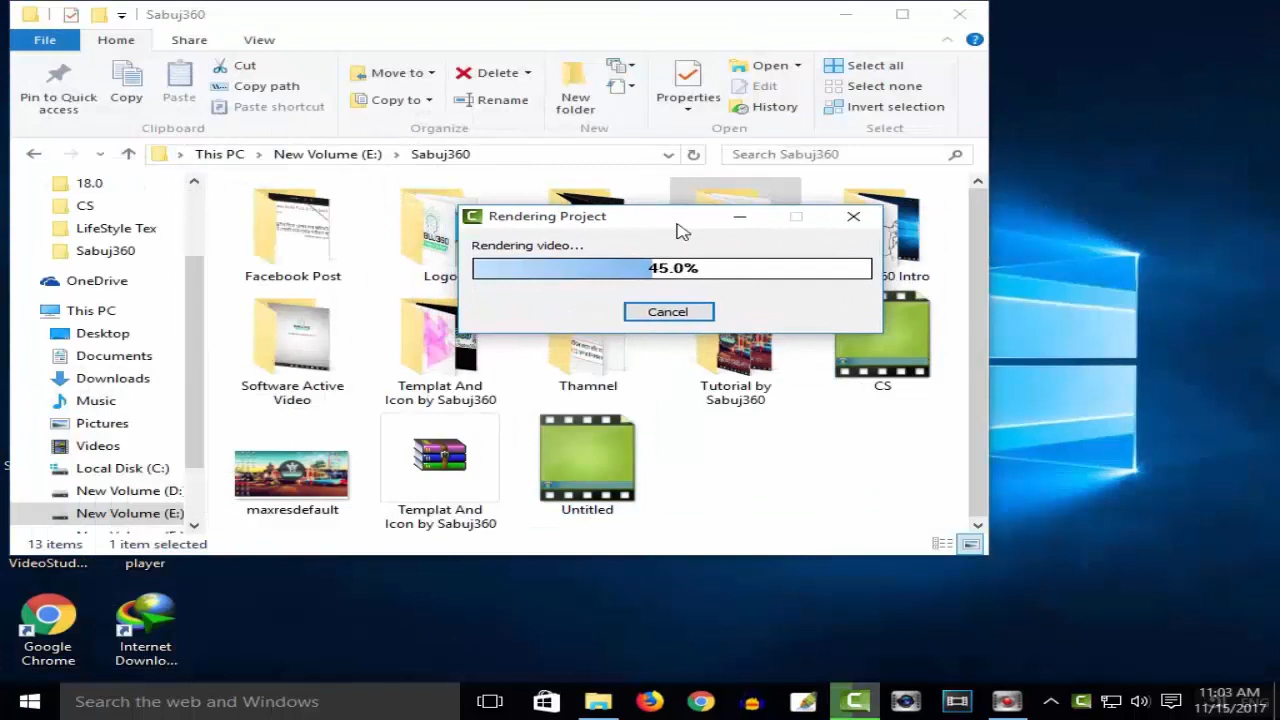 Sabuj360
File
Home
Share
View
Pin to Quick
access
Copy
Paste
Cut
Copy path
Paste shortcut
Clipboard
Move to
Copy to
Delete
Rename
Organize
New
folder
New
Properties
Open
Edit
History
Open
Select all
Select none
Invert selection
Select
This PC
New Volume (E:)
Sabuj360
Search Sabuj360
18.0
CS
LifeStyle Tex
Sabuj360
OneDrive
This PC
Desktop
Documents
Downloads
Music
Pictures
Videos
Local Disk (C:)
New Volume (D:
New Volume (E:)
Facebook Post
Logo
Intro
Rendering Project
Rendering video...
45.0%
Cancel
Software Active
Video
Templat And
Icon by Sabuj360
Thamnel
Tutorial by
Sabuj360
CS
maxresdefault
Templat And
Icon by Sabuj360
Untitled
13 items
1 item selected
VideoStud...
player
Google
Chrome
Internet
Downlo...
Search the web and Windows
11:03 AM
11/15/2017
ENG